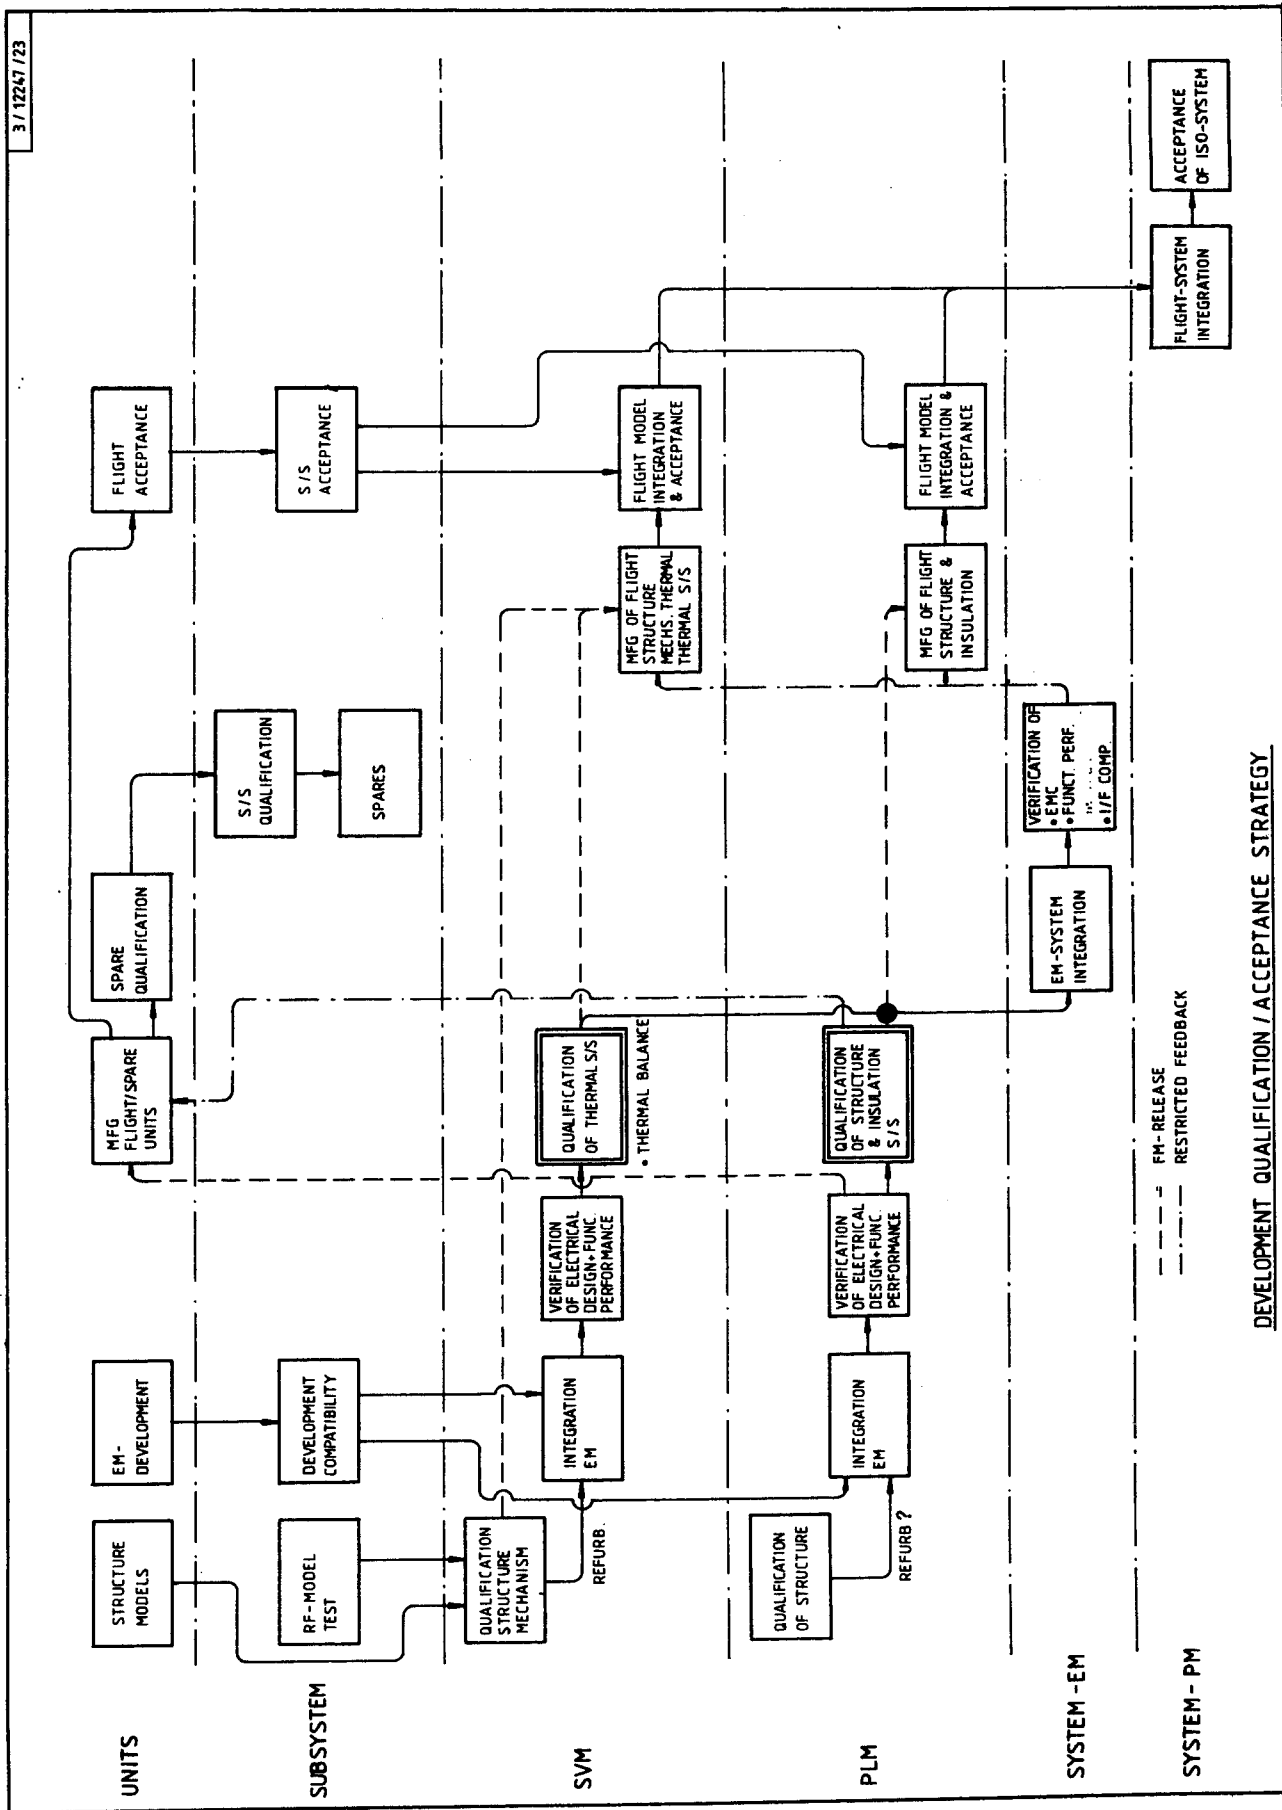 3 / 12247 / 23
UNITS
STRUCTURE
MODELS
EM-
DEVELOPMENT
MFG
FLIGHT/SPARE
UNITS
SPARE
QUALIFICATION
FLIGHT
ACCEPTANCE
SUBSYSTEM
RF-MODEL
TEST
DEVELOPMENT
COMPATIBILITY
S/S
QUALIFICATION
SPARES
S/S
ACCEPTANCE
SVM
QUALIFICATION
STRUCTURE
MECHANISM
REFURB.
INTEGRATION
EM
VERIFICATION
OF ELECTRICAL
DESIGN+FUNC.
PERFORMANCE
QUALIFICATION
OF THERMAL S/S
• THERMAL BALANCE
MFG OF FLIGHT
STRUCTURE
MECHS. THERMAL
THERMAL S/S
FLIGHT MODEL
INTEGRATION
& ACCEPTANCE
PLM
QUALIFICATION
OF STRUCTURE
REFURB ?
INTEGRATION
EM
VERIFICATION
OF ELECTRICAL
DESIGN+FUNC.
PERFORMANCE
QUALIFICATION
OF STRUCTURE
& INSULATION
S/S
MFG OF FLIGHT
STRUCTURE &
INSULATION
FLIGHT MODEL
INTEGRATION &
ACCEPTANCE
SYSTEM-EM
EM-SYSTEM
INTEGRATION
VERIFICATION OF
• EMC
• FUNCT. PERF.
• I/F COMP.
SYSTEM-PM
FLIGHT-SYSTEM
INTEGRATION
ACCEPTANCE
OF ISO-SYSTEM
FM-RELEASE
RESTRICTED FEEDBACK
DEVELOPMENT QUALIFICATION / ACCEPTANCE STRATEGY